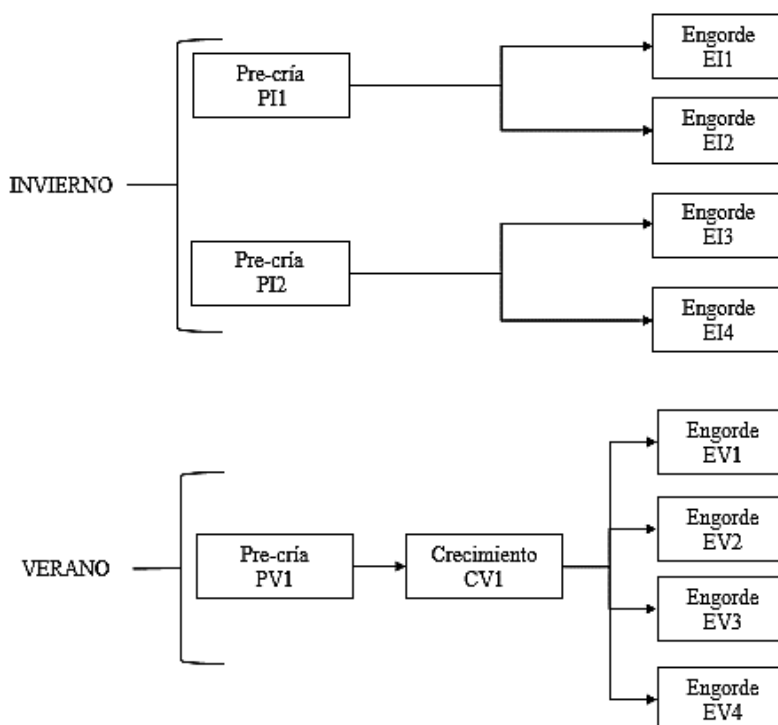 INVIERNO
Pre-cría
PI1
Engorde
EI1
Engorde
EI2
Pre-cría
PI2
Engorde
EI3
Engorde
EI4
VERANO
Pre-cría
PV1
Crecimiento
CV1
Engorde
EV1
Engorde
EV2
Engorde
EV3
Engorde
EV4